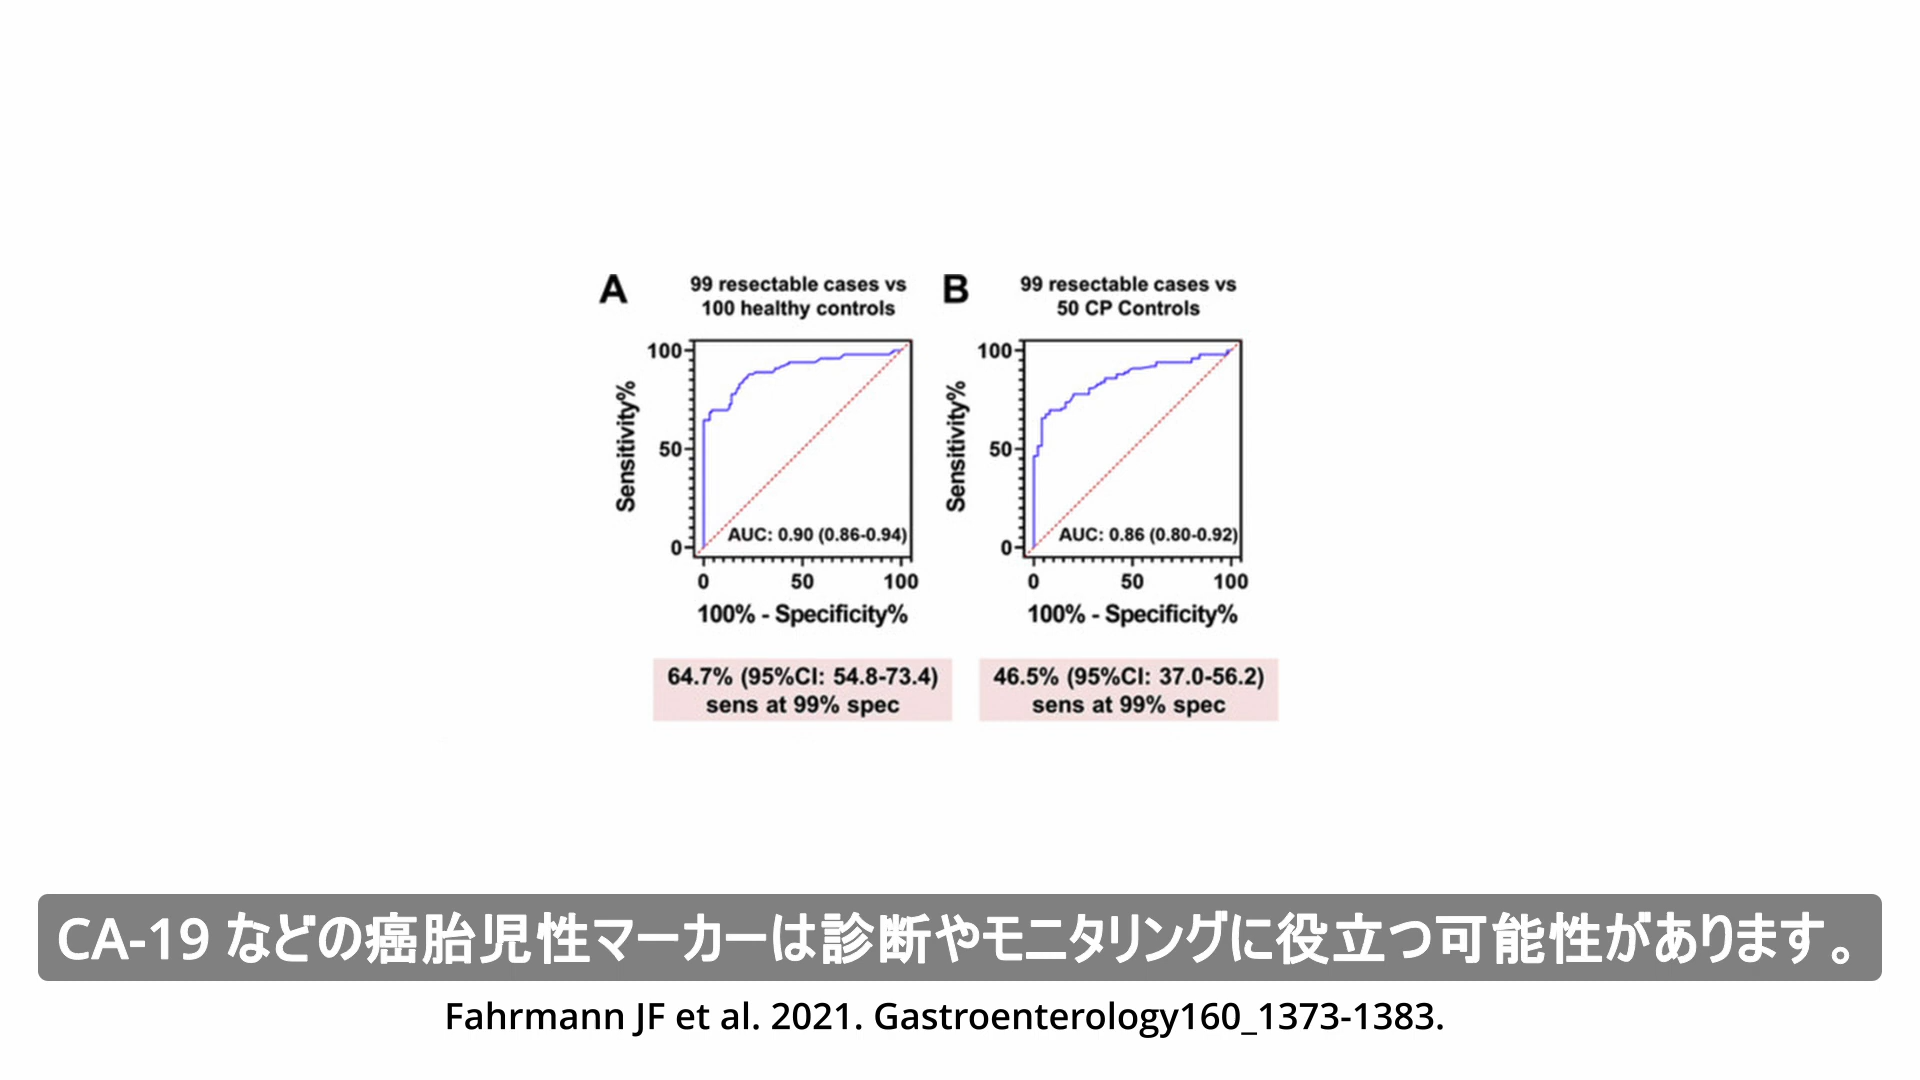 A
99 resectable cases vs
100 healthy controls
100
50
0
Sensitivity%
AUC: 0.90 (0.86-0.94)
0 50 100
100% - Specificity%
64.7% (95%CI: 54.8-73.4)
sens at 99% spec
B
99 resectable cases vs
50 CP Controls
100
50
0
Sensitivity%
AUC: 0.86 (0.80-0.92)
0 50 100
100% - Specificity%
46.5% (95%CI: 37.0-56.2)
sens at 99% spec
CA-19 などの癌胎児性マーカーは診断やモニタリングに役立つ可能性があります。
Fahrmann JF et al. 2021. Gastroenterology160_1373-1383.